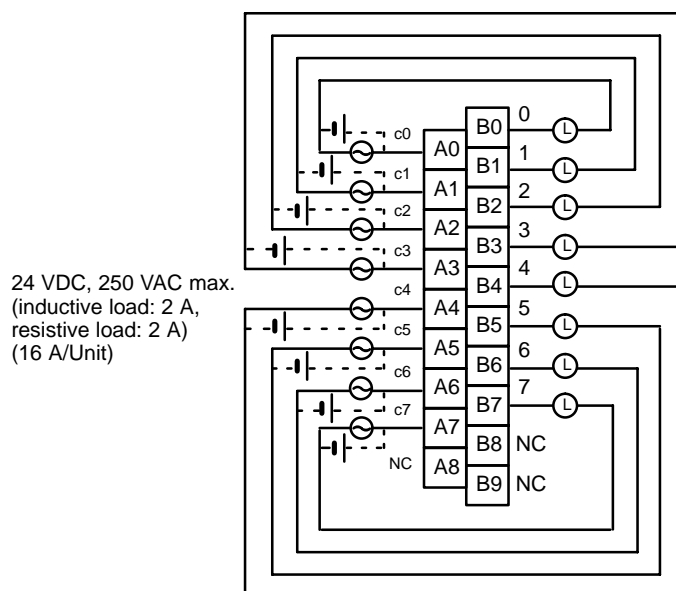 0
L
c0
B0
A0
1
L
c1
B1
A1
2
L
c2
B2
A2
3
L
c3
B3
A3
4
L
c4
B4
A4
5
L
c5
B5
A5
6
L
c6
B6
A6
7
L
c7
B7
A7
NC
B8
NC
A8
B9
NC
24 VDC, 250 VAC max.
(inductive load: 2 A,
resistive load: 2 A)
(16 A/Unit)